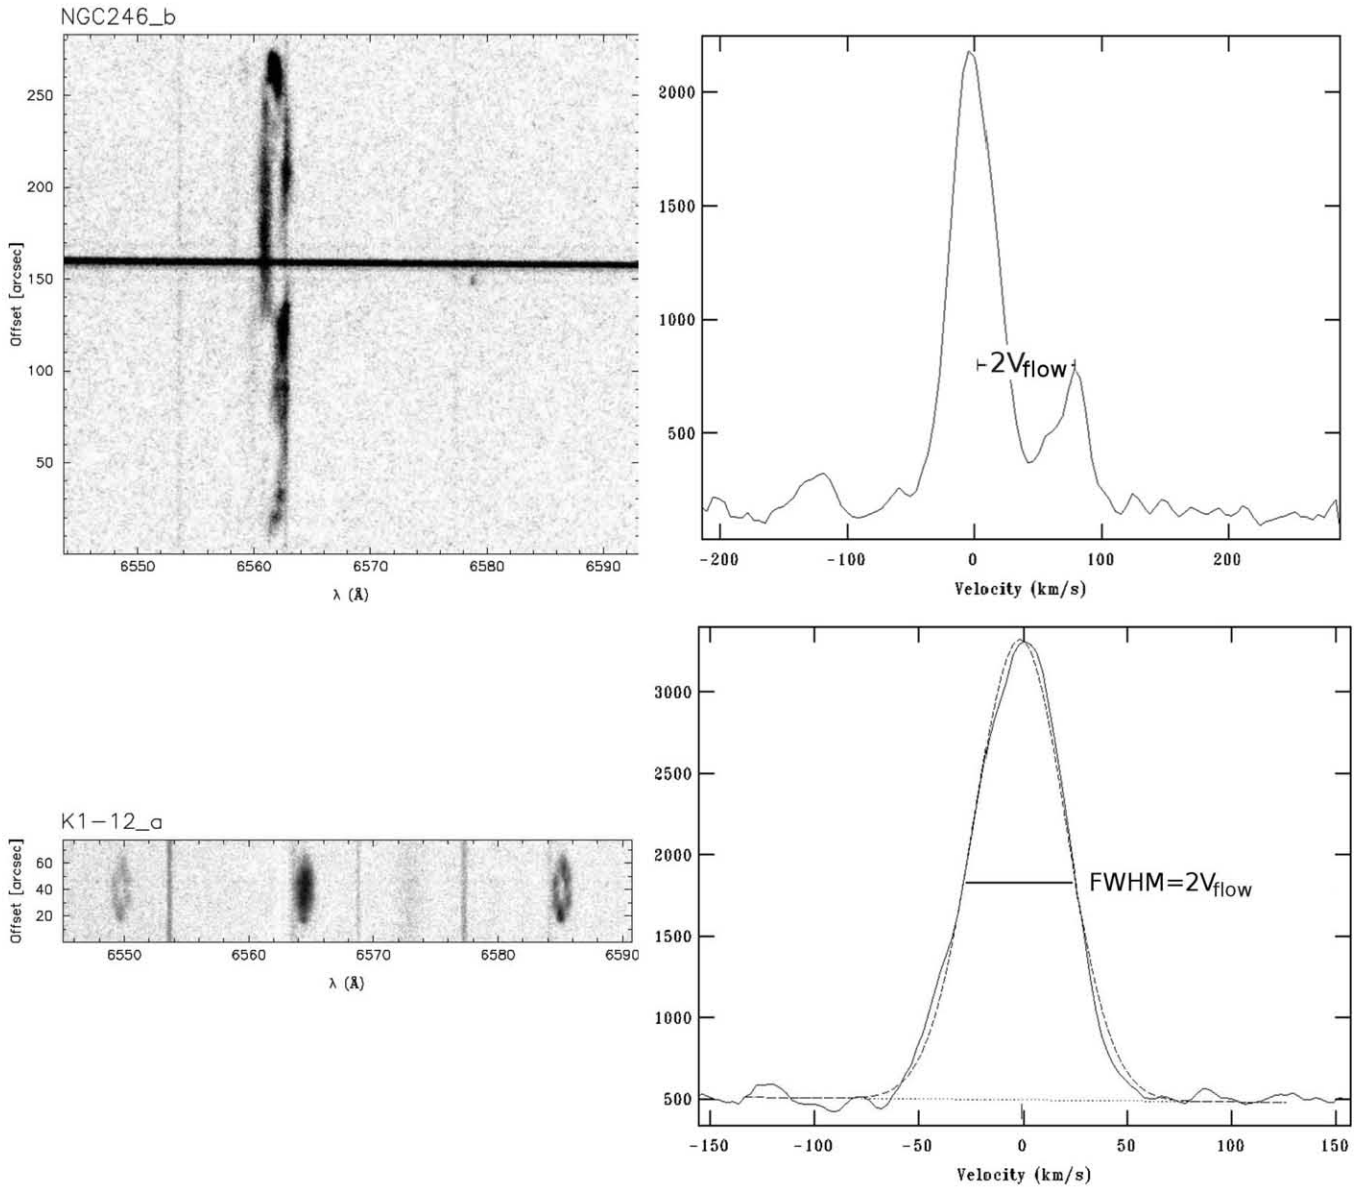 NGC246_b
250
200
150
100
50
Offset [arcsec]
6550 6560 6570 6580 6590
λ (Å)
2000
1500
1000
500
2Vflow
-200 -100 0 100 200
Velocity (km/s)
K1-12_a
60
40
20
Offset [arcsec]
6550 6560 6570 6580 6590
λ (Å)
3000
2500
2000
1500
1000
500
FWHM=2Vflow
-150 -100 -50 0 50 100 150
Velocity (km/s)